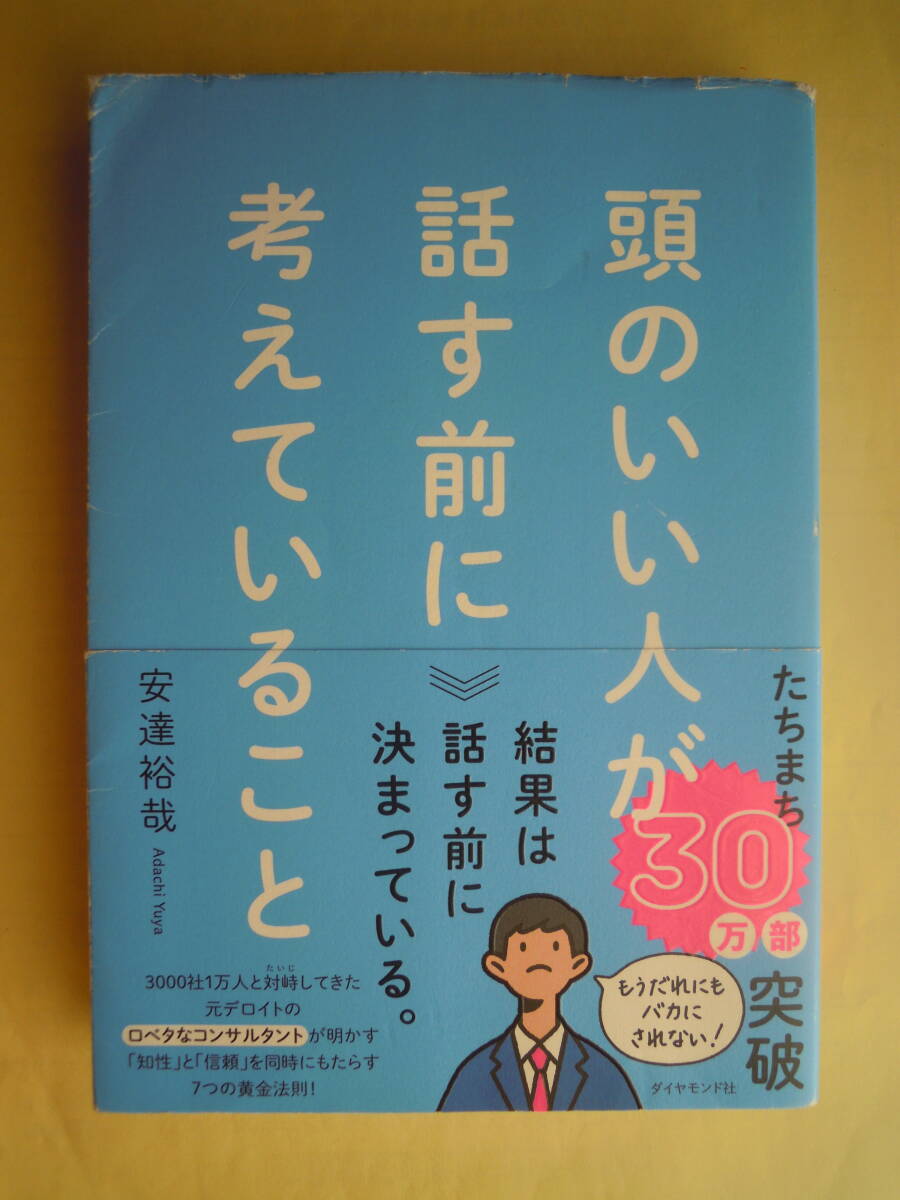 頭のいい人が
話す前に
考えていること
たちまち
30
万部
突破
結果は
話す前に
決まっている。
安達裕哉
Adachi Yuya
たいじ
3000社1万人と対峙してきた
元デロイトの
口ベタなコンサルタントが明かす
「知性」と「信頼」を同時にもたらす
7つの黄金法則!
もうだれにも
バカに
されない!
ダイヤモンド社